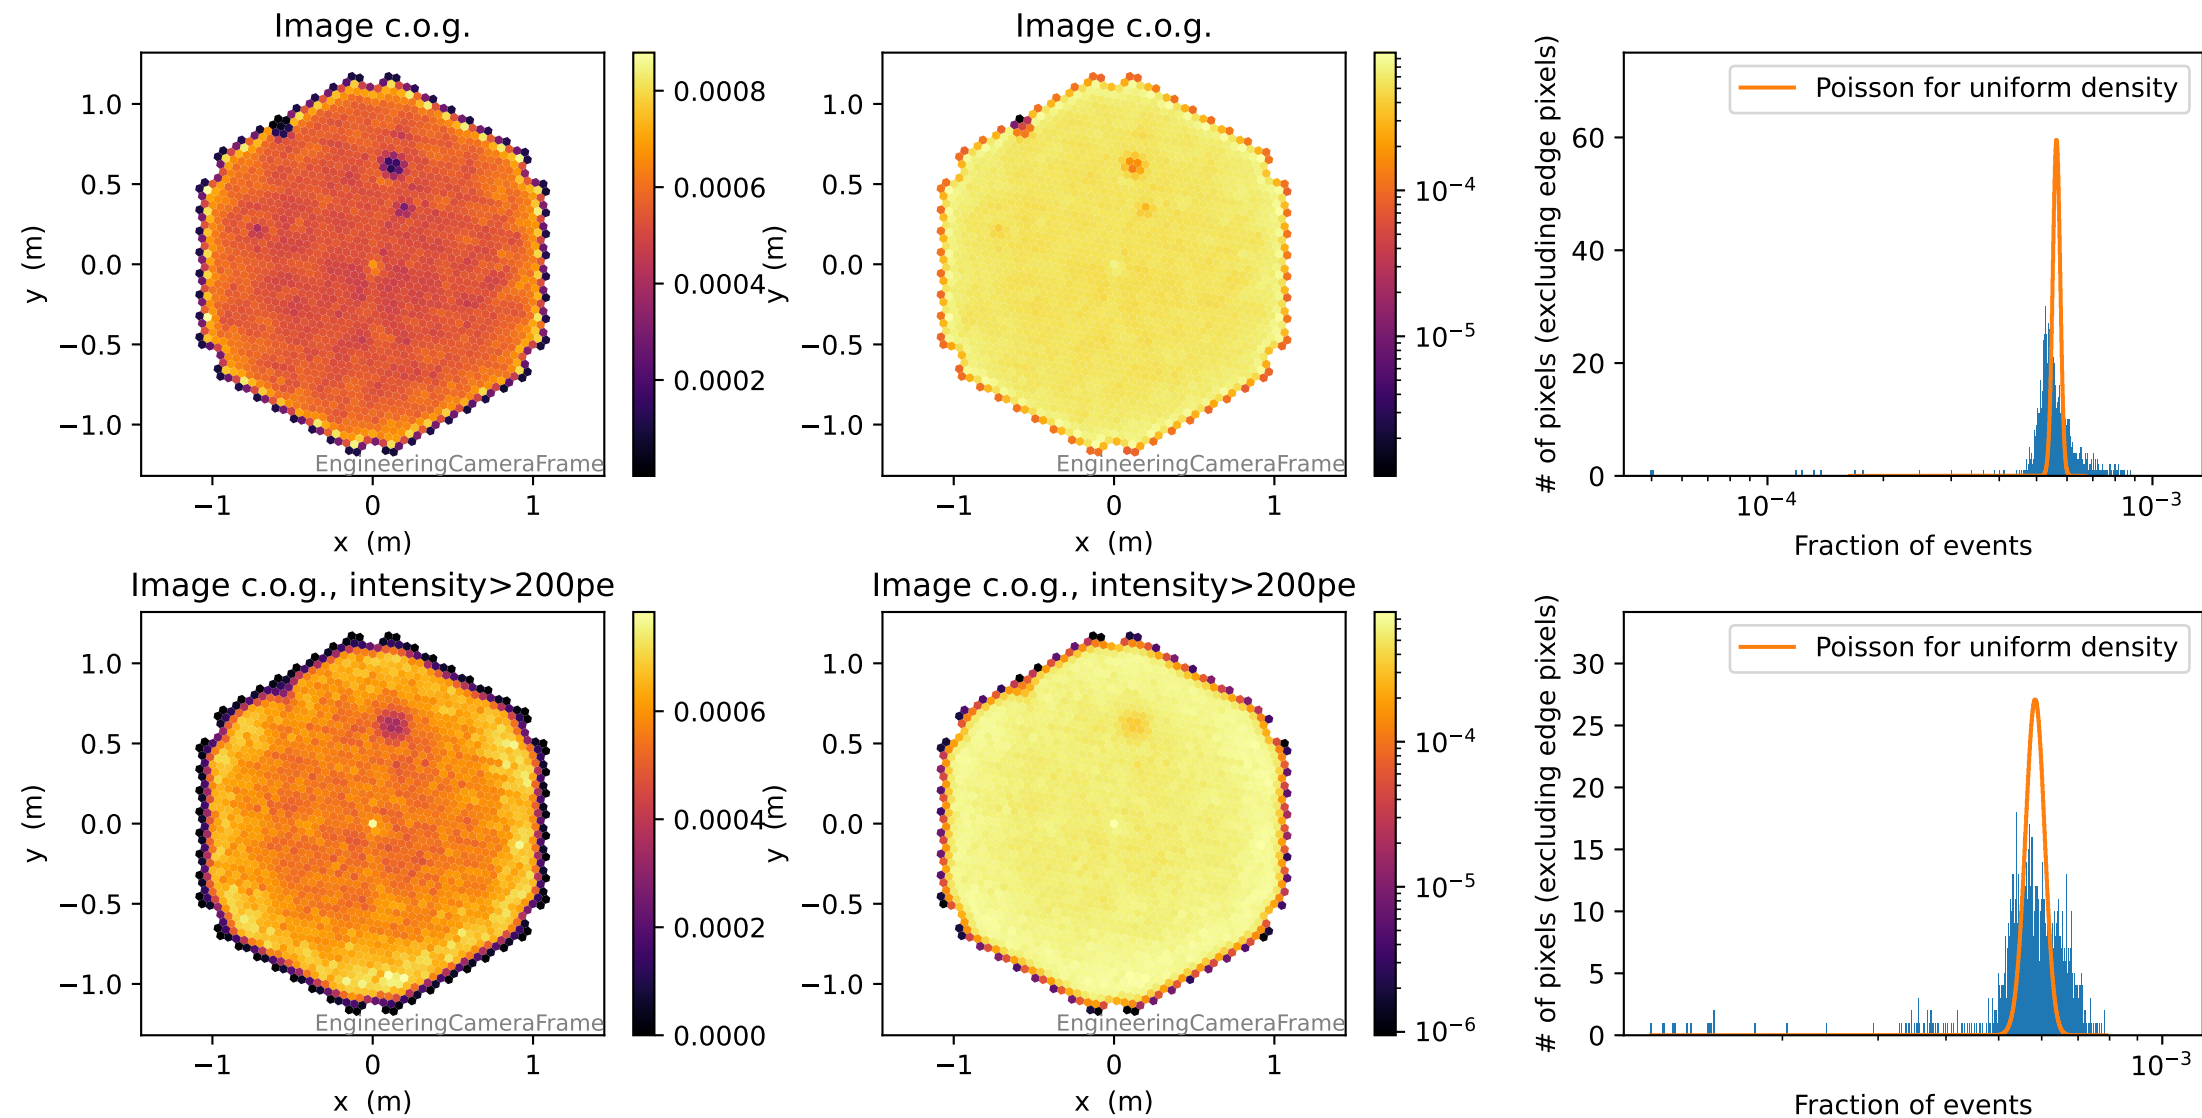 Image c.o.g.
1.0
0.5
0.0
−0.5
−1.0
y (m)
−1
0
1
x (m)
EngineeringCameraFrame
0.0008
0.0006
0.0004
0.0002
Image c.o.g.
1.0
0.5
0.0
−0.5
−1.0
y (m)
−1
0
1
x (m)
EngineeringCameraFrame
10−4
10−5
# of pixels (excluding edge pixels)
60
40
20
0
Poisson for uniform density
10−4
10−3
Fraction of events
Image c.o.g., intensity>200pe
1.0
0.5
0.0
−0.5
−1.0
y (m)
−1
0
1
x (m)
EngineeringCameraFrame
0.0006
0.0004
0.0002
0.0000
Image c.o.g., intensity>200pe
1.0
0.5
0.0
−0.5
−1.0
y (m)
−1
0
1
x (m)
EngineeringCameraFrame
10−4
10−5
10−6
# of pixels (excluding edge pixels)
30
25
20
15
10
5
0
Poisson for uniform density
10−3
Fraction of events